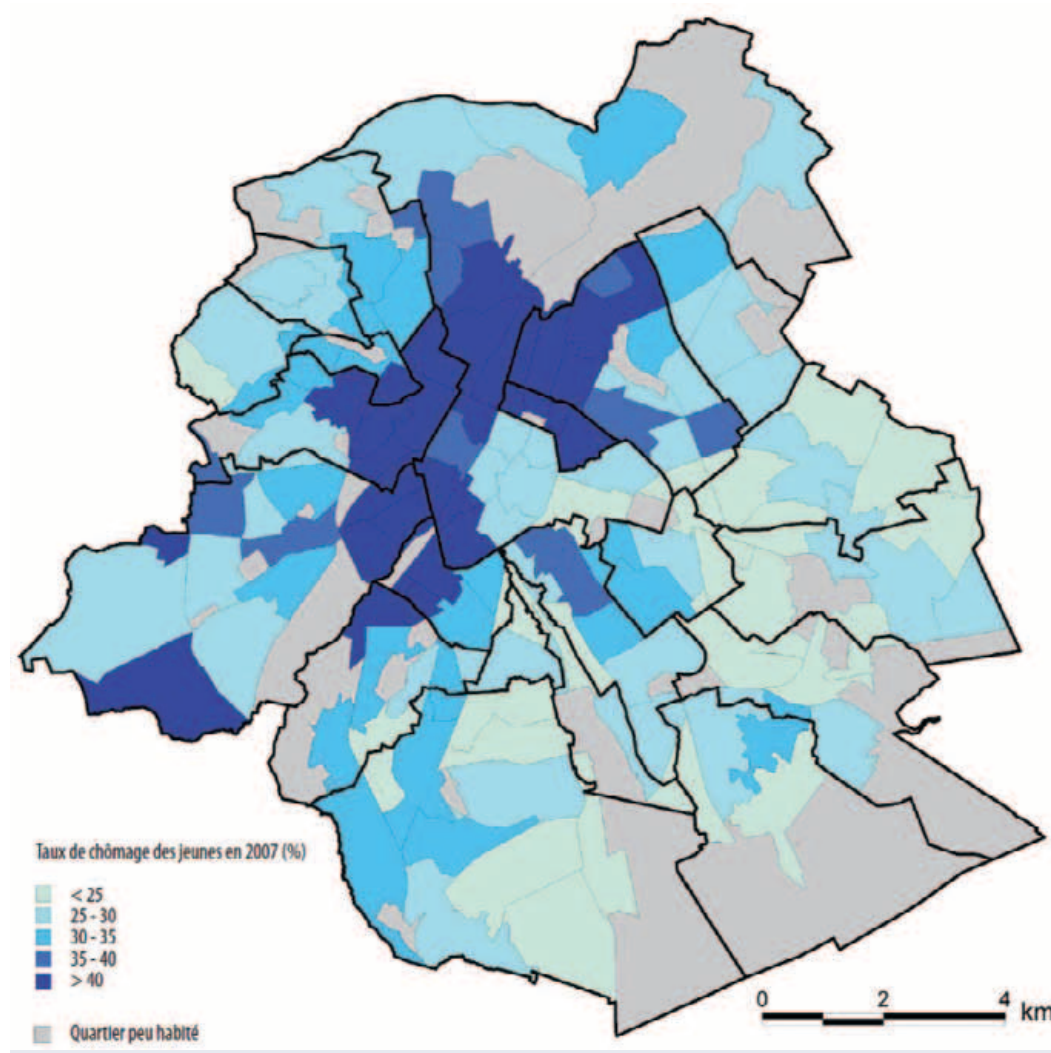 Taux de chômage des jeunes en 2007 (%)
< 25
25 - 30
30 - 35
35 - 40
> 40
Quartier peu habité
0 2 4
km